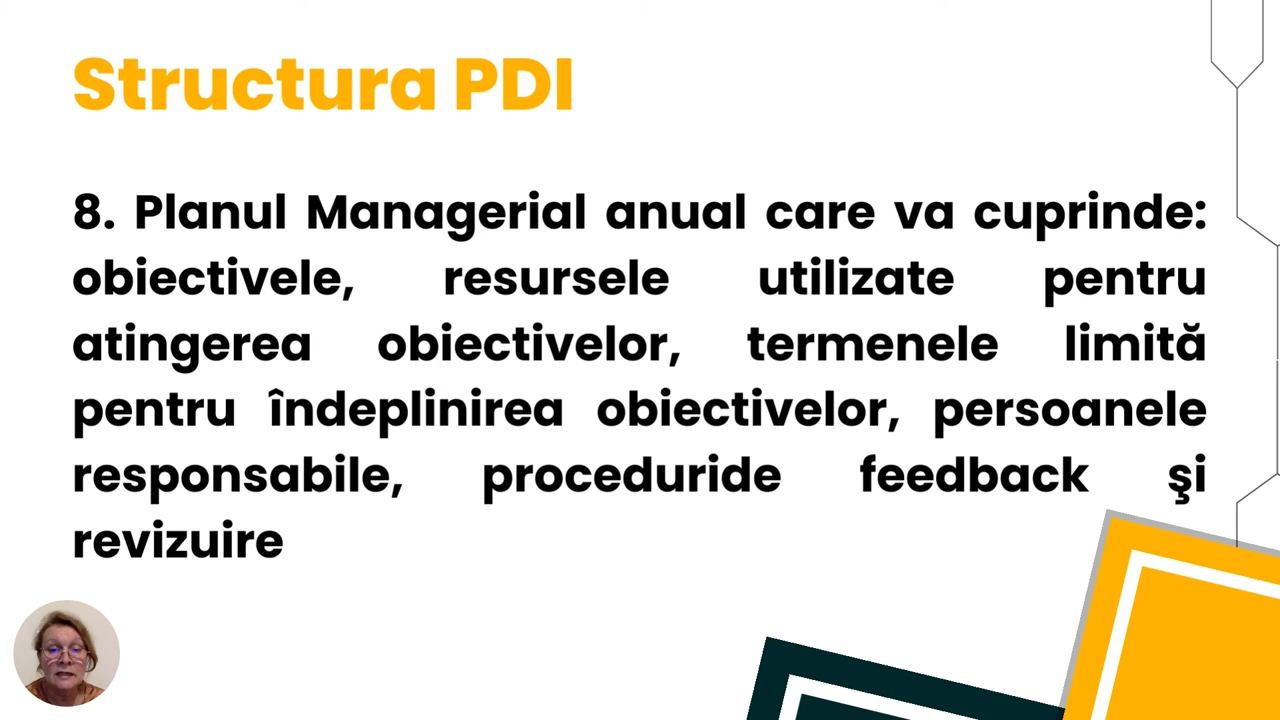 Structura PDI
8. Planul Managerial anual care va cuprinde:
obiectivele, resursele utilizate pentru
atingerea obiectivelor, termenele limită
pentru îndeplinirea obiectivelor, persoanele
responsabile, proceduride feedback şi
revizuire